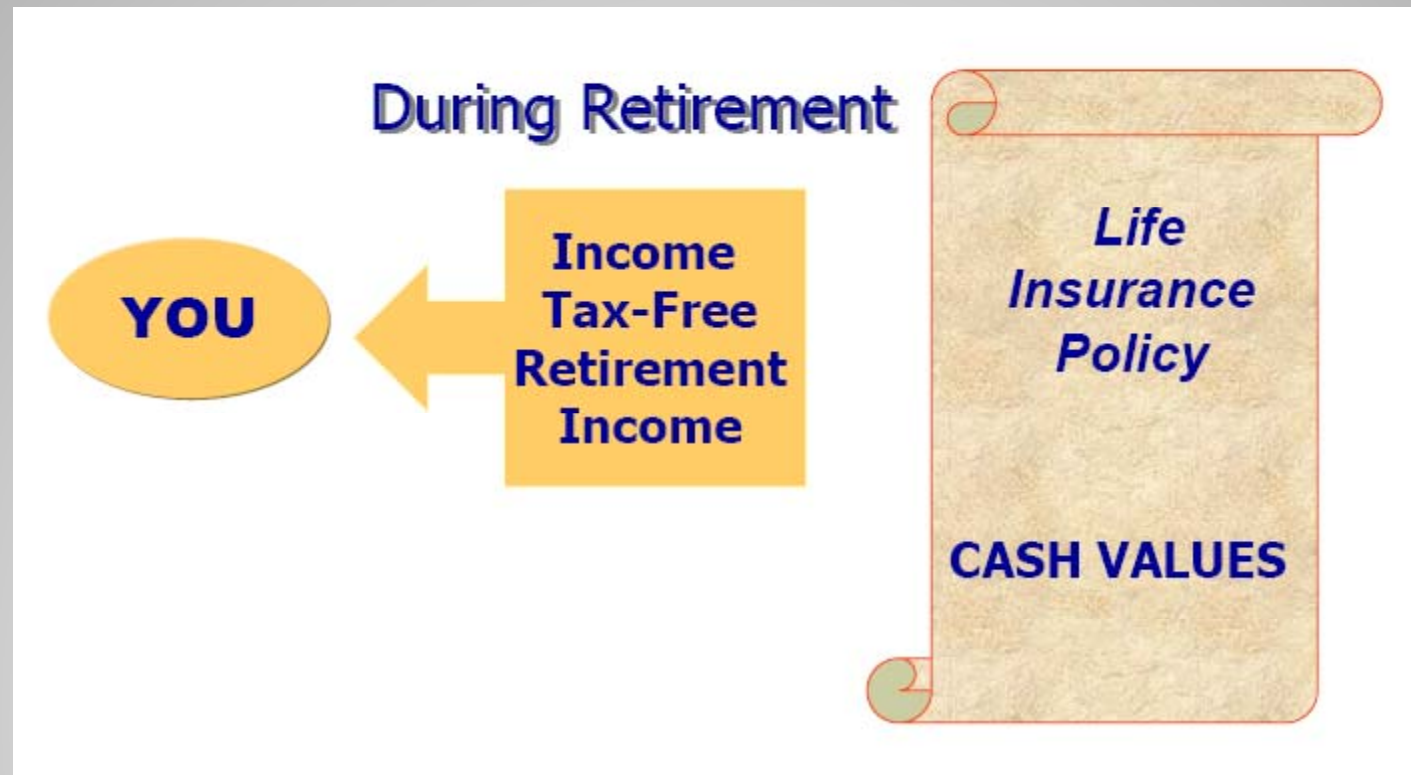 During Retirement
YOU
Income
Tax-Free
Retirement
Income
Life
Insurance
Policy
CASH VALUES